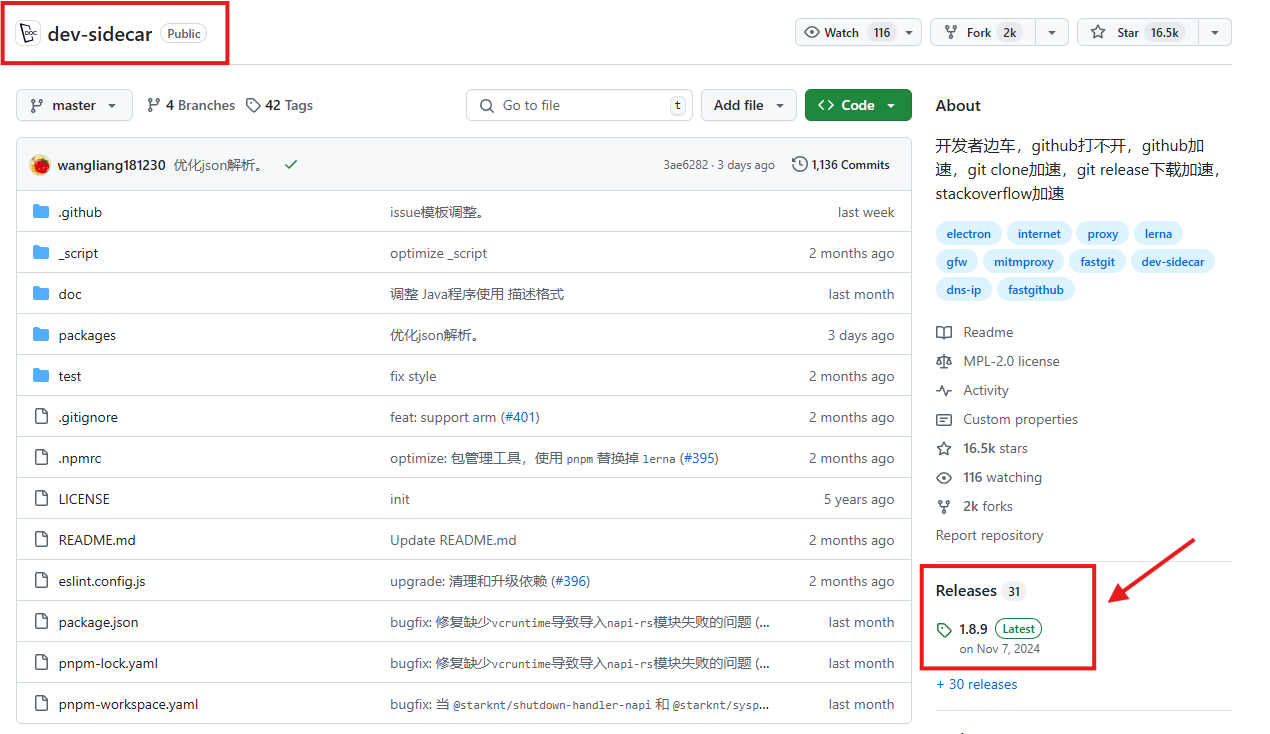 DOC dev-sidecar Public
Watch 116 Fork 2k Star 16.5k
master 4 Branches 42 Tags Go to file t Add file Code
wangliang181230 优化json解析。 3ae6282 · 3 days ago 1,136 Commits
.github issue模板调整。 last week
_script optimize _script 2 months ago
doc 调整 Java程序使用 描述格式 last month
packages 优化json解析。 3 days ago
test fix style 2 months ago
.gitignore feat: support arm (#401) 2 months ago
.npmrc optimize: 包管理工具，使用 pnpm 替换掉 lerna (#395) 2 months ago
LICENSE init 5 years ago
README.md Update README.md 2 months ago
eslint.config.js upgrade: 清理和升级依赖 (#396) 2 months ago
package.json bugfix: 修复缺少vcruntime导致导入napi-rs模块失败的问题 (... last month
pnpm-lock.yaml bugfix: 修复缺少vcruntime导致导入napi-rs模块失败的问题 (... last month
pnpm-workspace.yaml bugfix: 当 @starknt/shutdown-handler-napi 和 @starknt/sysp... last month
About
开发者边车，github打不开，github加
速，git clone加速，git release下载加速，
stackoverflow加速
electron internet proxy lerna
gfw mitmproxy fastgit dev-sidecar
dns-ip fastgithub
Readme
MPL-2.0 license
Activity
Custom properties
16.5k stars
116 watching
2k forks
Report repository
Releases 31
1.8.9 Latest
on Nov 7, 2024
+ 30 releases